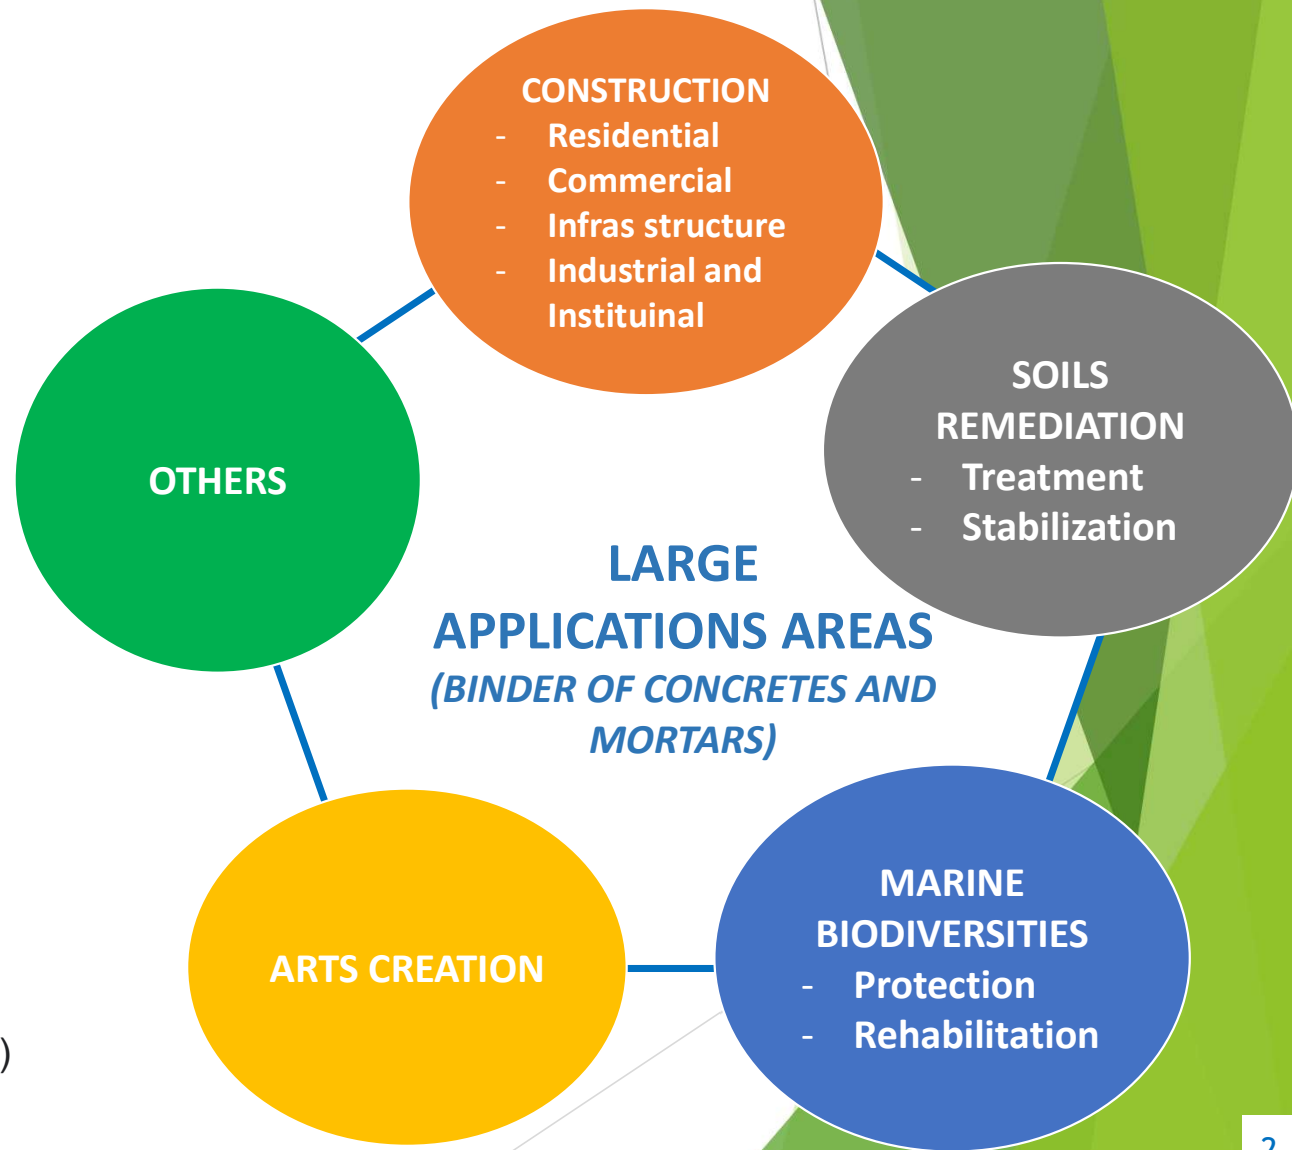 CONSTRUCTION
- Residential
- Commercial
- Infras structure
- Industrial and
Instituinal
SOILS
REMEDIATION
- Treatment
- Stabilization
OTHERS
LARGE
APPLICATIONS AREAS
(BINDER OF CONCRETES AND
MORTARS)
MARINE
BIODIVERSITIES
- Protection
- Rehabilitation
ARTS CREATION
)
2